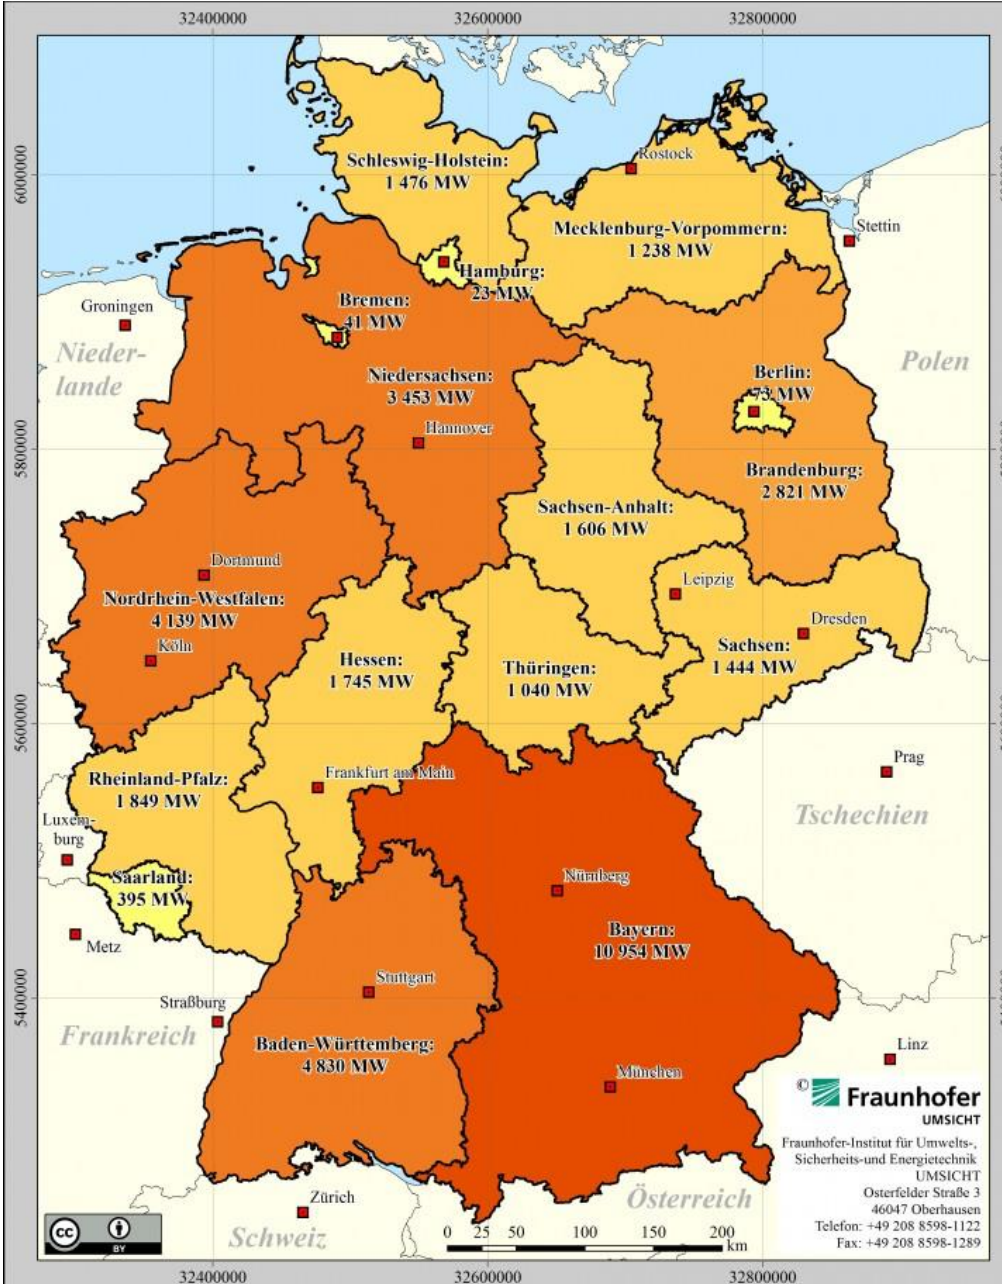 32400000
32600000
32800000
6000000
Schleswig-Holstein:
1 476 MW
Rostock
Mecklenburg-Vorpommern:
1 238 MW
Stettin
Hamburg:
23 MW
Bremen:
41 MW
Groningen
Nieder-
lande
Polen
Niedersachsen:
3 453 MW
Hannover
Berlin:
73 MW
5800000
Brandenburg:
2 821 MW
Sachsen-Anhalt:
1 606 MW
Dortmund
Leipzig
Nordrhein-Westfalen:
4 139 MW
Dresden
Köln
Hessen:
1 745 MW
Thüringen:
1 040 MW
Sachsen:
1 444 MW
5600000
Rheinland-Pfalz:
1 849 MW
Frankfurt am Main
Prag
Tschechien
Luxem-
burg
Saarland:
395 MW
Nürnberg
Metz
Bayern:
10 954 MW
Stuttgart
5400000
Straßburg
Frankreich
Baden-Württemberg:
4 830 MW
München
Linz
© Fraunhofer
UMSICHT
Fraunhofer-Institut für Umwelts-,
Sicherheits-und Energietechnik
UMSICHT
Osterfelder Straße 3
46047 Oberhausen
Telefon: +49 208 8598-1122
Fax: +49 208 8598-1289
Österreich
Zürich
Schweiz
0 25 50 100 150 200
km
cc
BY
32400000
32600000
32800000